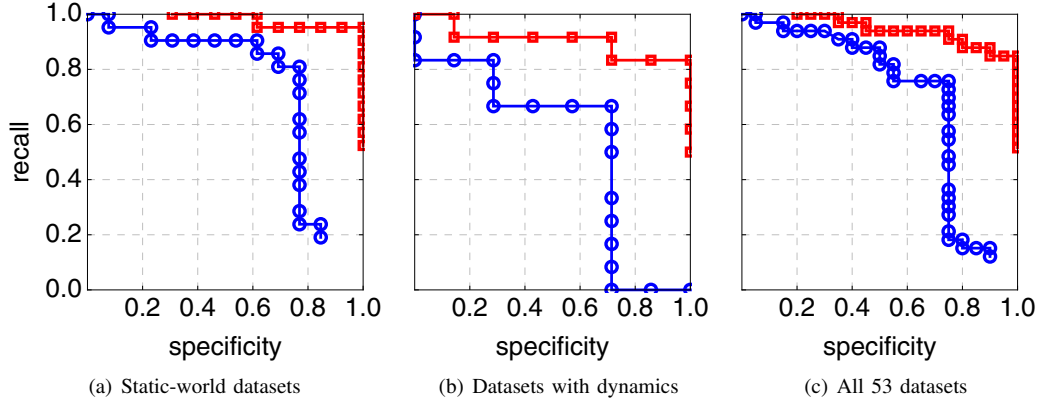 1.0
0.8
0.6
0.4
0.2
0.0
recall
0.2 0.4 0.6 0.8 1.0
specificity
(a) Static-world datasets
0.2 0.4 0.6 0.8 1.0
specificity
(b) Datasets with dynamics
0.2 0.4 0.6 0.8 1.0
specificity
(c) All 53 datasets